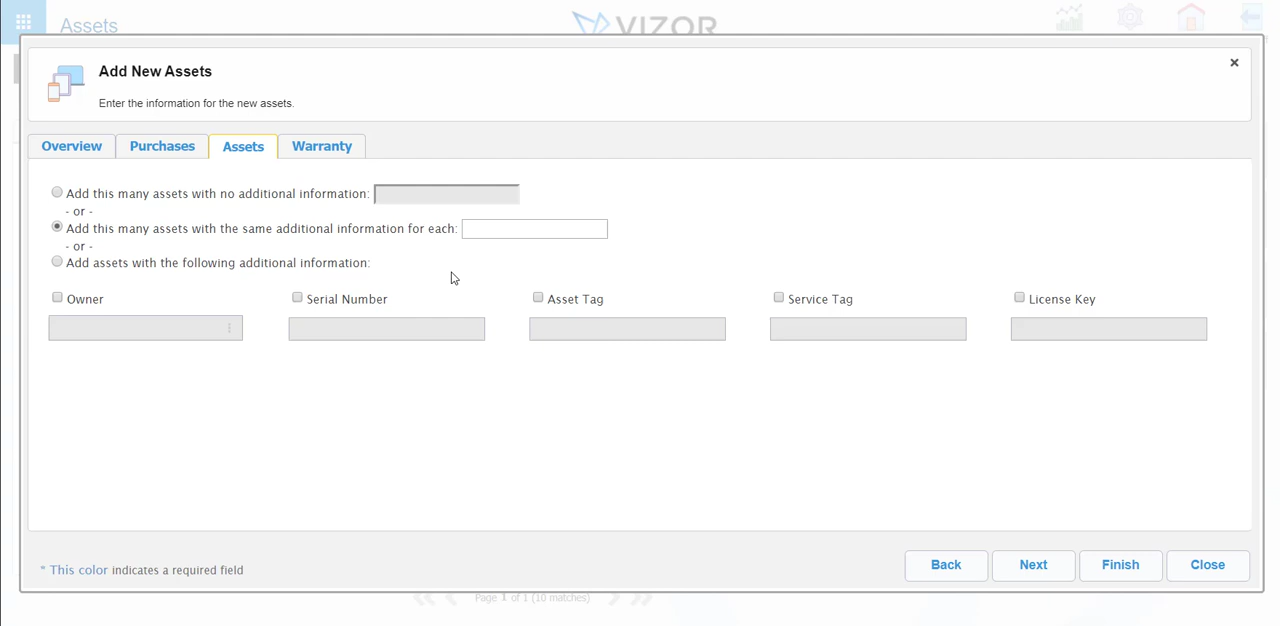 Assets
VIZOR
Add New Assets
Enter the information for the new assets.
Overview
Purchases
Assets
Warranty
Add this many assets with no additional information:
- or -
Add this many assets with the same additional information for each:
- or -
Add assets with the following additional information:
Owner
Serial Number
Asset Tag
Service Tag
License Key
* This color indicates a required field
Back
Next
Finish
Close
Page 1 of 1 (10 matches)